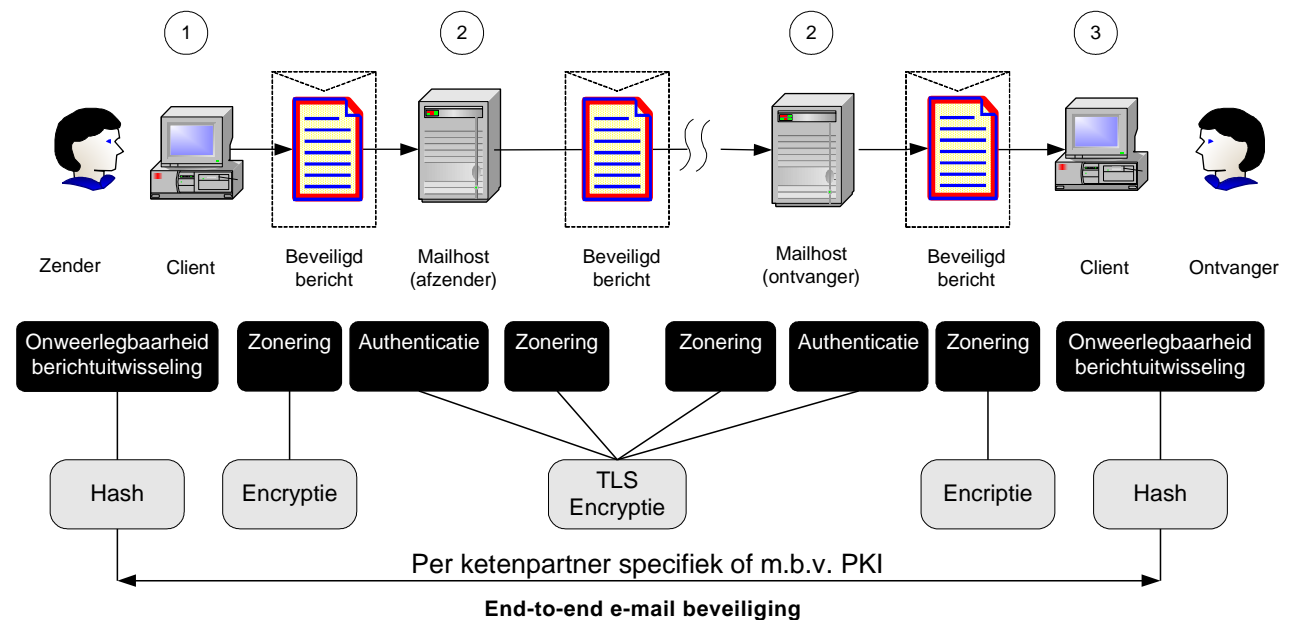 1
2
2
3
Zender
Client
Beveiligd
bericht
Mailhost
(afzender)
Beveiligd
bericht
Mailhost
(ontvanger)
Beveiligd
bericht
Client
Ontvanger
Onweerlegbaarheid
berichtuitwisseling
Zonering
Authenticatie
Zonering
Zonering
Authenticatie
Zonering
Onweerlegbaarheid
berichtuitwisseling
Hash
Encryptie
TLS
Encryptie
Encriptie
Hash
Per ketenpartner specifiek of m.b.v. PKI
End-to-end e-mail beveiliging